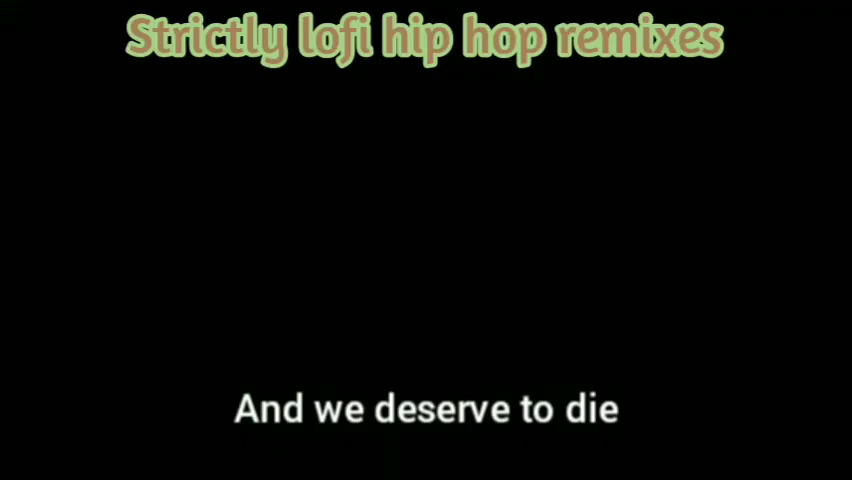 Strictly lofi hip hop remixes
And we deserve to die